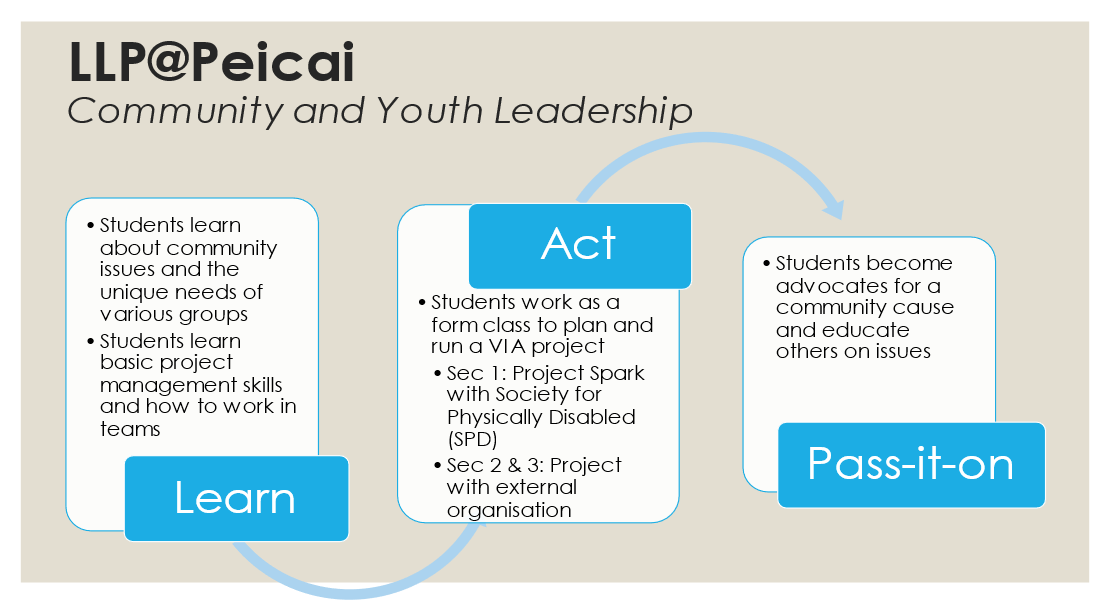 LLP@Peicai
Community and Youth Leadership
• Students learn
about community
issues and the
unique needs of
various groups
• Students learn
basic project
management skills
and how to work in
teams
Learn
Act
• Students work as a
form class to plan and
run a VIA project
• Sec 1: Project Spark
with Society for
Physically Disabled
(SPD)
• Sec 2 & 3: Project
with external
organisation
• Students become
advocates for a
community cause
and educate
others on issues
Pass-it-on